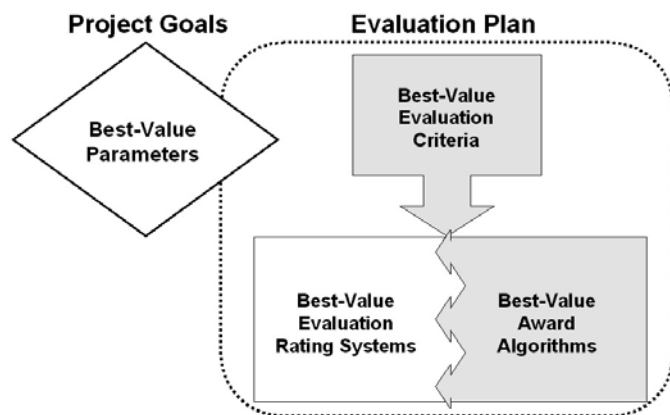 Project Goals
Evaluation Plan
Best-Value
Parameters
Best-Value
Evaluation
Criteria
Best-Value
Evaluation
Rating Systems
Best-Value
Award
Algorithms